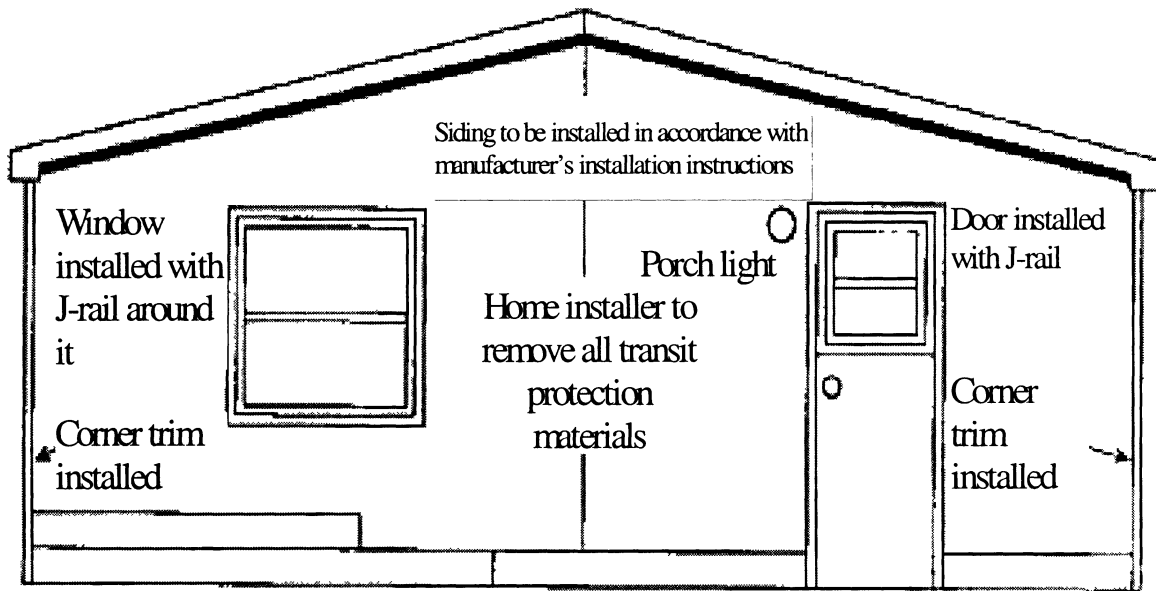 Siding to be installed in accordance with
manufacturer's installation instructions
Window
installed with
J-rail around
it
Porch light
Door installed
with J-rail
Home installer to
remove all transit
protection
materials
Corner trim
installed
Corner
trim
installed